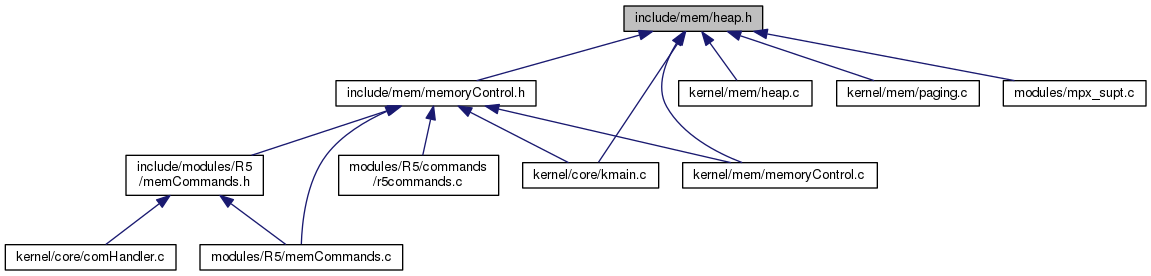 include/mem/heap.h
include/mem/memoryControl.h
kernel/mem/heap.c
kernel/mem/paging.c
modules/mpx_supt.c
include/modules/R5
/memCommands.h
modules/R5/commands
/r5commands.c
kernel/core/kmain.c
kernel/mem/memoryControl.c
kernel/core/comHandler.c
modules/R5/memCommands.c